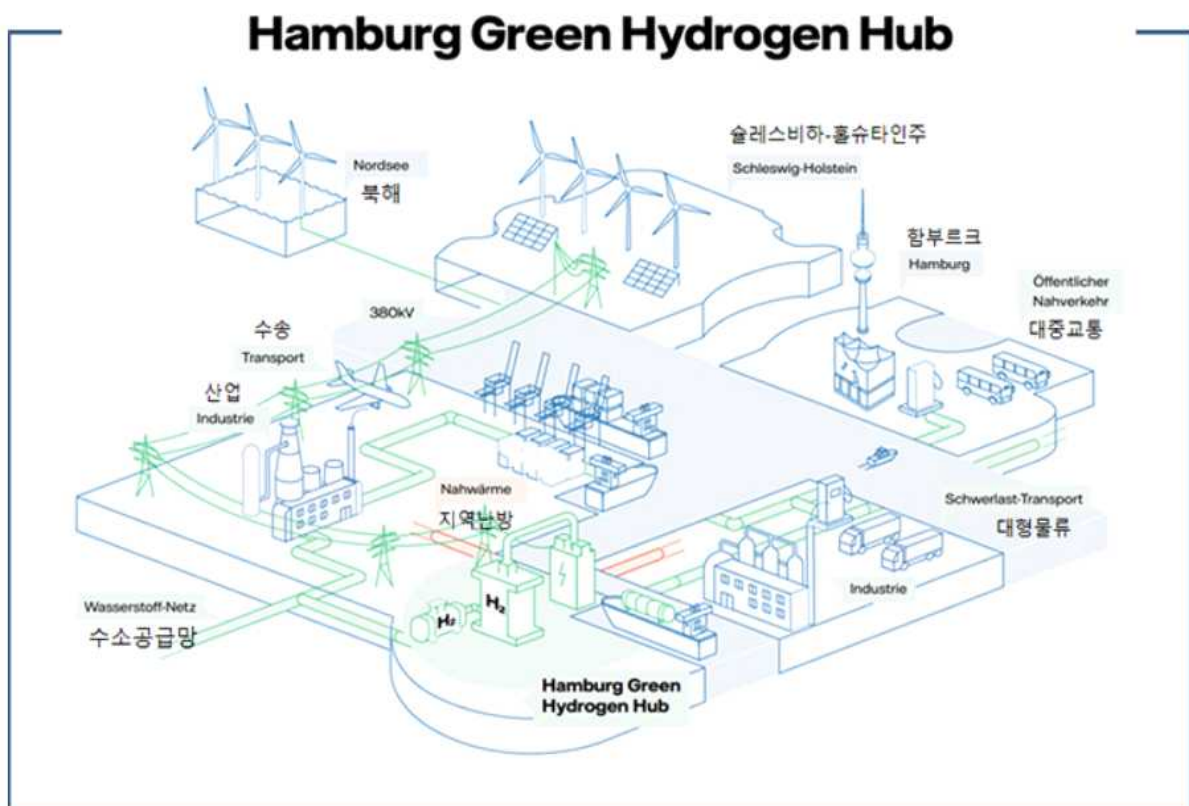 Hamburg Green Hydrogen Hub
슐레스비하-홀슈타인주
Schleswig-Holstein
Nordsee
북해
함부르크
Hamburg
Öffentlicher
Nahverkehr
대중교통
380kV
수송
Transport
산업
Industrie
Nahwärme
지역난방
Schwerlast-Transport
대형물류
Industrie
Wasserstoff-Netz
수소공급망
H₂
H₂
Hamburg Green
Hydrogen Hub